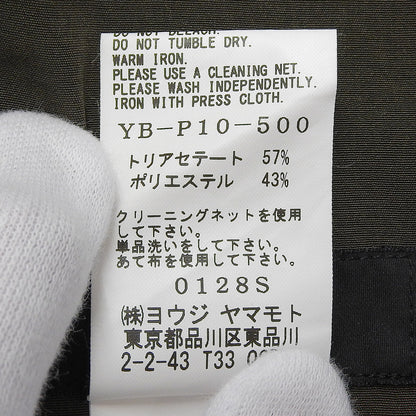 DO NOT BLEACH.
DO NOT TUMBLE DRY.
WARM IRON.
PLEASE USE A CLEANING NET.
PLEASE WASH INDEPENDENTLY.
IRON WITH PRESS CLOTH.
YB-P10-500
トリアセテート 57%
ポリエステル 43%
クリーニングネットを使用
して下さい。
単品洗いをして下さい。
あて布を使用して下さい。
0128S
㈱ヨウジ ヤマモト
東京都品川区東品川
2-2-43 T33